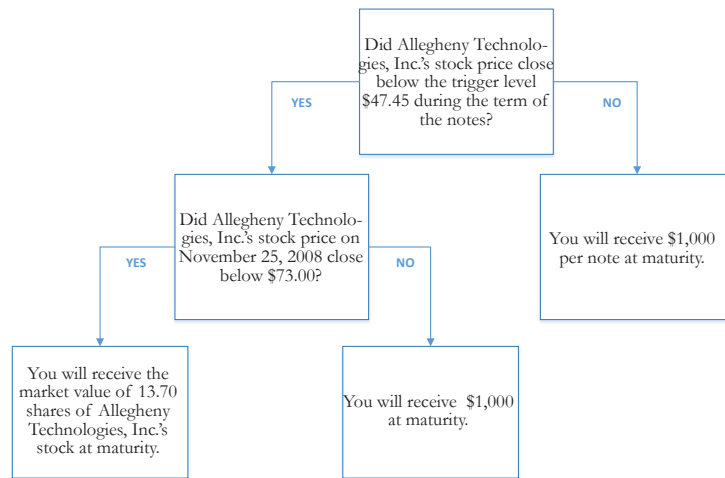 Did Allegheny Technolo-
gies, Inc.'s stock price close
below the trigger level
$47.45 during the term of
the notes?
YES
NO
Did Allegheny Technolo-
gies, Inc.'s stock price on
November 25, 2008 close
below $73.00?
You will receive $1,000
per note at maturity.
YES
NO
You will receive the
market value of 13.70
shares of Allegheny
Technologies, Inc.'s
stock at maturity.
You will receive $1,000
at maturity.